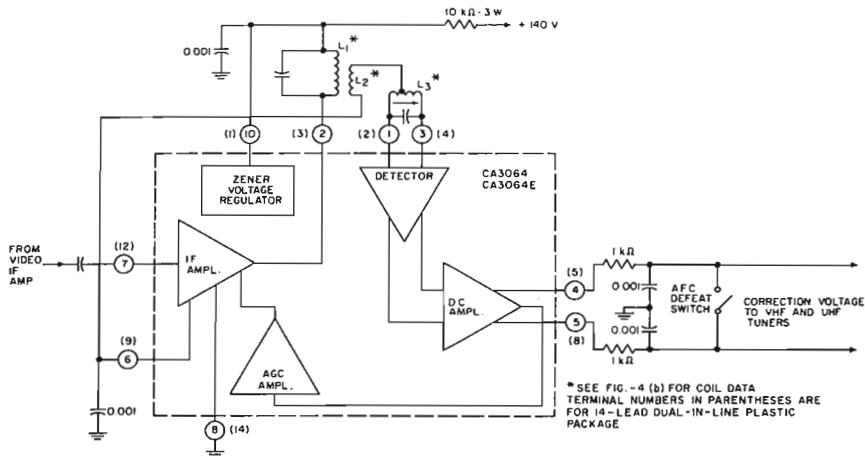 10 kΩ-3 W
+ 140 V
0.001
L1*
L2*
L3*
(1) 10
(3) 2
(2) 1
3 (4)
ZENER
VOLTAGE
REGULATOR
DETECTOR
CA3064
CA3064E
FROM
VIDEO
IF
AMP
(12)
7
IF
AMPL.
(9)
6
AGC
AMPL.
DC
AMPL.
(5)
4
5
(8)
1 kΩ
0.001
0.001
1 kΩ
AFC
DEFEAT
SWITCH
CORRECTION VOLTAGE
TO VHF AND UHF
TUNERS
0.001
8 (14)
*SEE FIG.-4 (b) FOR COIL DATA
TERMINAL NUMBERS IN PARENTHESES ARE
FOR 14-LEAD DUAL-IN-LINE PLASTIC
PACKAGE